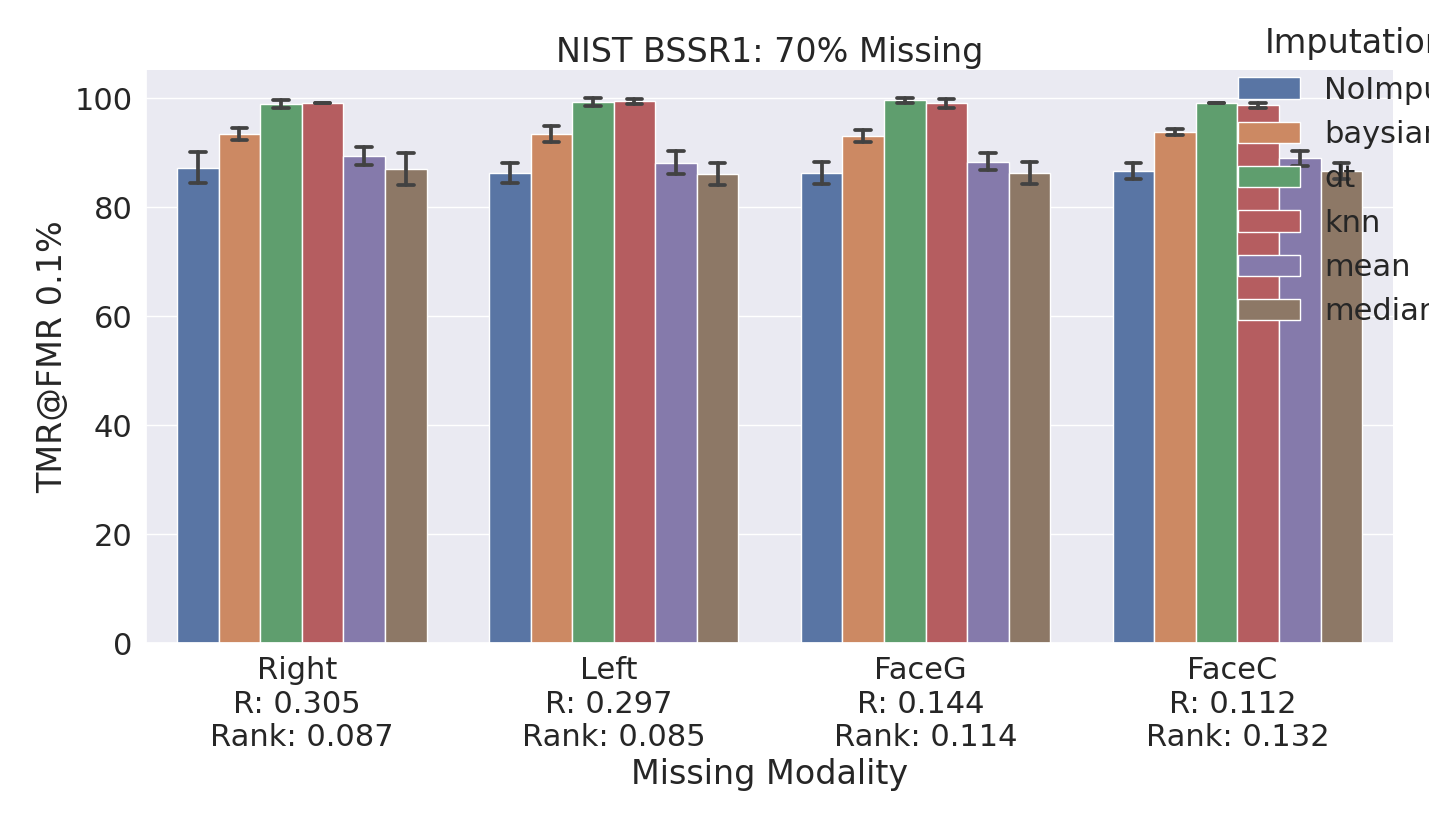 NIST BSSR1: 70% Missing
Imputation
NoImpu
baysian
dt
knn
mean
median
TMR@FMR 0.1%
100
80
60
40
20
0
Right
R: 0.305
Rank: 0.087
Left
R: 0.297
Rank: 0.085
FaceG
R: 0.144
Rank: 0.114
FaceC
R: 0.112
Rank: 0.132
Missing Modality